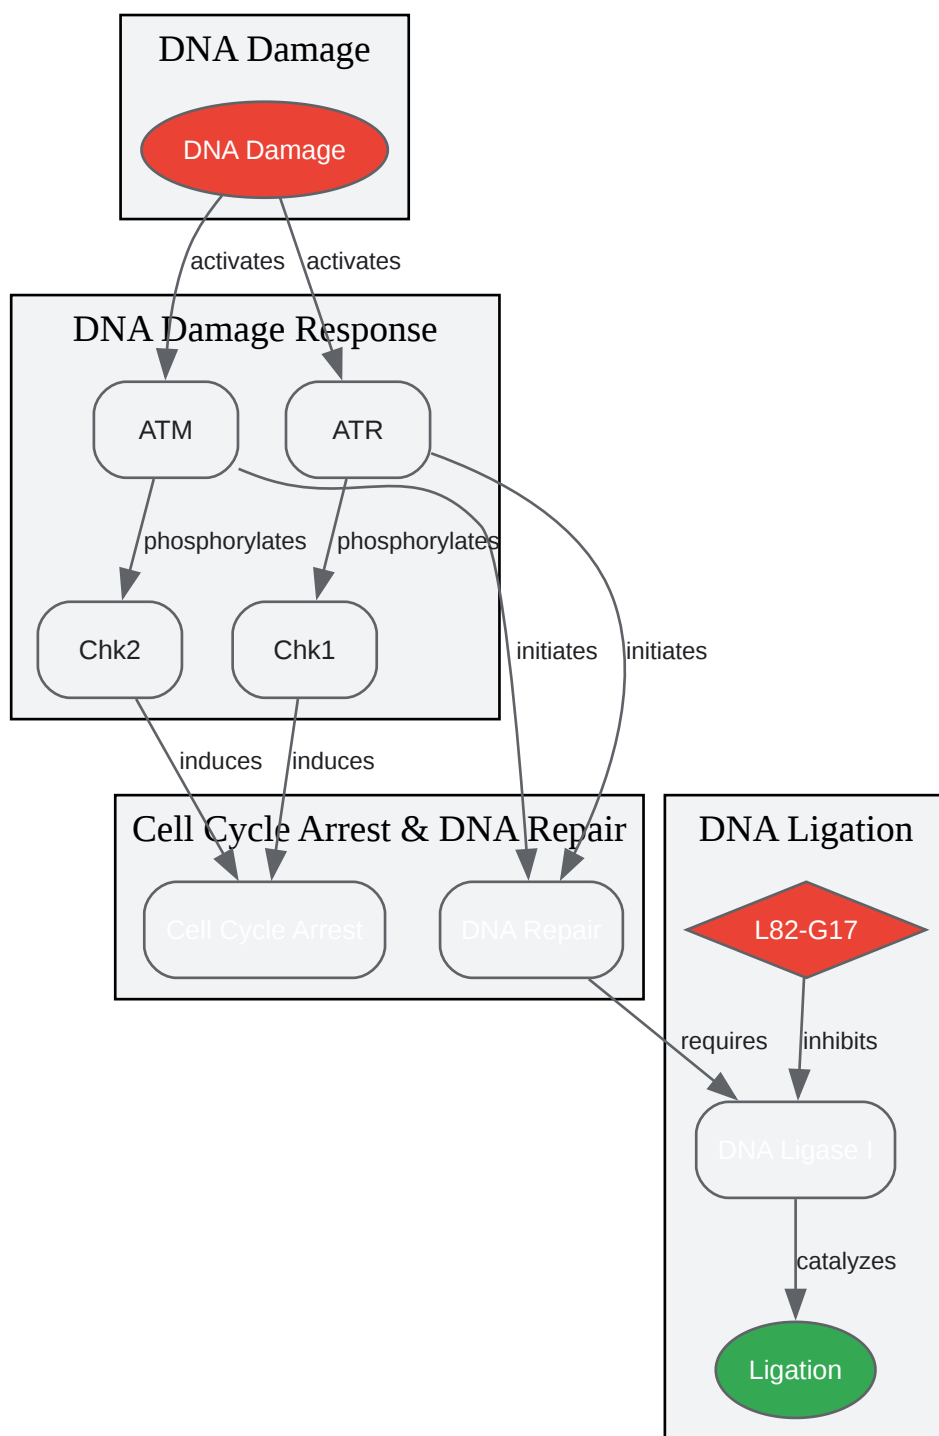 DNA Damage
DNA Damage
activates activates
DNA Damage Response
ATM ATR
phosphorylates phosphorylates
Chk2 Chk1
initiates initiates
induces induces
Cell Cycle Arrest & DNA Repair
DNA Ligation
Cell Cycle Arrest DNA Repair
L82-G17
requires inhibits
DNA Ligase I
catalyzes
Ligation